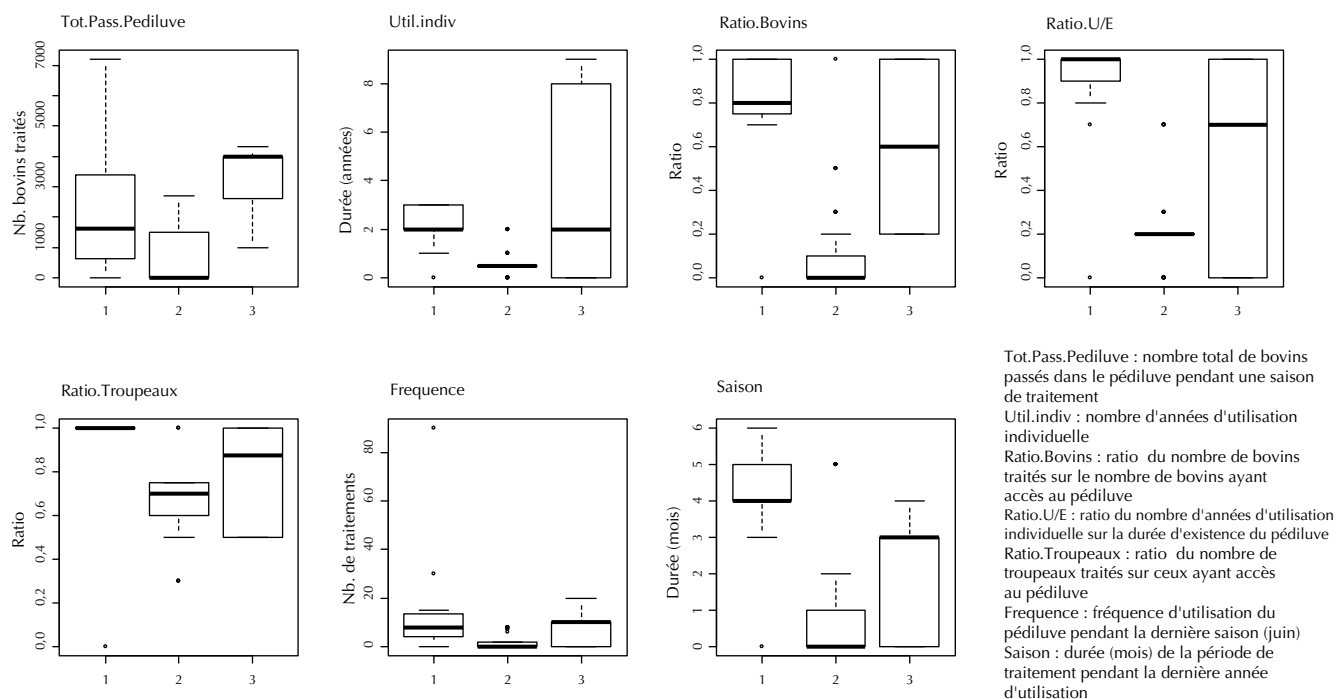 Tot.Pass.Pediluve
Nb. bovins traités
7000
5000
3000
1000
0
1 2 3
Util.indiv
Durée (années)
8
6
4
2
0
1 2 3
Ratio.Bovins
Ratio
1,0
0,8
0,6
0,4
0,2
0,0
1 2 3
Ratio.U/E
Ratio
1,0
0,8
0,6
0,4
0,2
0,0
1 2 3
Ratio.Troupeaux
Ratio
1,0
0,8
0,6
0,4
0,2
0,0
1 2 3
Frequence
Nb. de traitements
80
60
40
20
0
1 2 3
Saison
Durée (mois)
6
5
4
3
2
1
0
1 2 3
Tot.Pass.Pediluve : nombre total de bovins
passés dans le pédiluve pendant une saison
de traitement
Util.indiv : nombre d'années d'utilisation
individuelle
Ratio.Bovins : ratio du nombre de bovins
traités sur le nombre de bovins ayant
accès au pédiluve
Ratio.U/E : ratio du nombre d'années d'utilisation
individuelle sur la durée d'existence du pédiluve
Ratio.Troupeaux : ratio du nombre de
troupeaux traités sur ceux ayant accès
au pédiluve
Frequence : fréquence d'utilisation du
pédiluve pendant la dernière saison (juin)
Saison : durée (mois) de la période de
traitement pendant la dernière année
d'utilisation